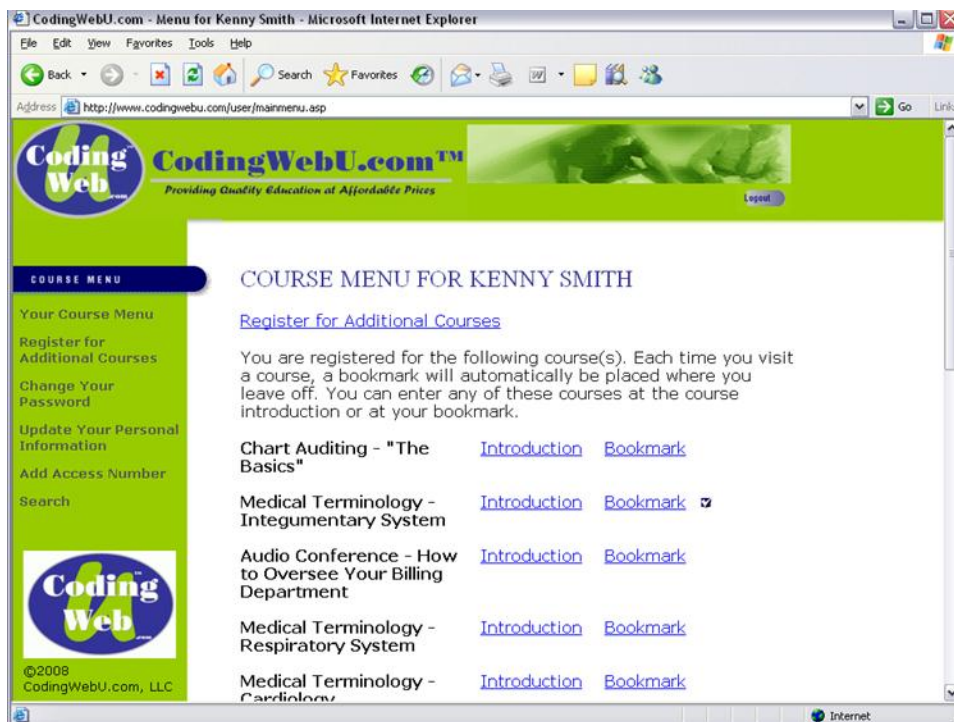 CodingWebU.com - Menu for Kenny Smith - Microsoft Internet Explorer
File Edit View Favorites Tools Help
Back Search Favorites
Address http://www.codingwebu.com/user/mainmenu.asp Go Link
Coding Web U .com
CodingWebU.com™
Providing Quality Education at Affordable Prices
Logout
COURSE MENU
Your Course Menu
Register for
Additional Courses
Change Your
Password
Update Your Personal
Information
Add Access Number
Search
Coding Web U .com
©2008
CodingWebU.com, LLC
COURSE MENU FOR KENNY SMITH
Register for Additional Courses
You are registered for the following course(s). Each time you visit
a course, a bookmark will automatically be placed where you
leave off. You can enter any of these courses at the course
introduction or at your bookmark.
Chart Auditing - "The Introduction Bookmark
Basics"
Medical Terminology - Introduction Bookmark
Integumentary System
Audio Conference - How Introduction Bookmark
to Oversee Your Billing
Department
Medical Terminology - Introduction Bookmark
Respiratory System
Medical Terminology - Introduction Bookmark
Cardiology
Internet